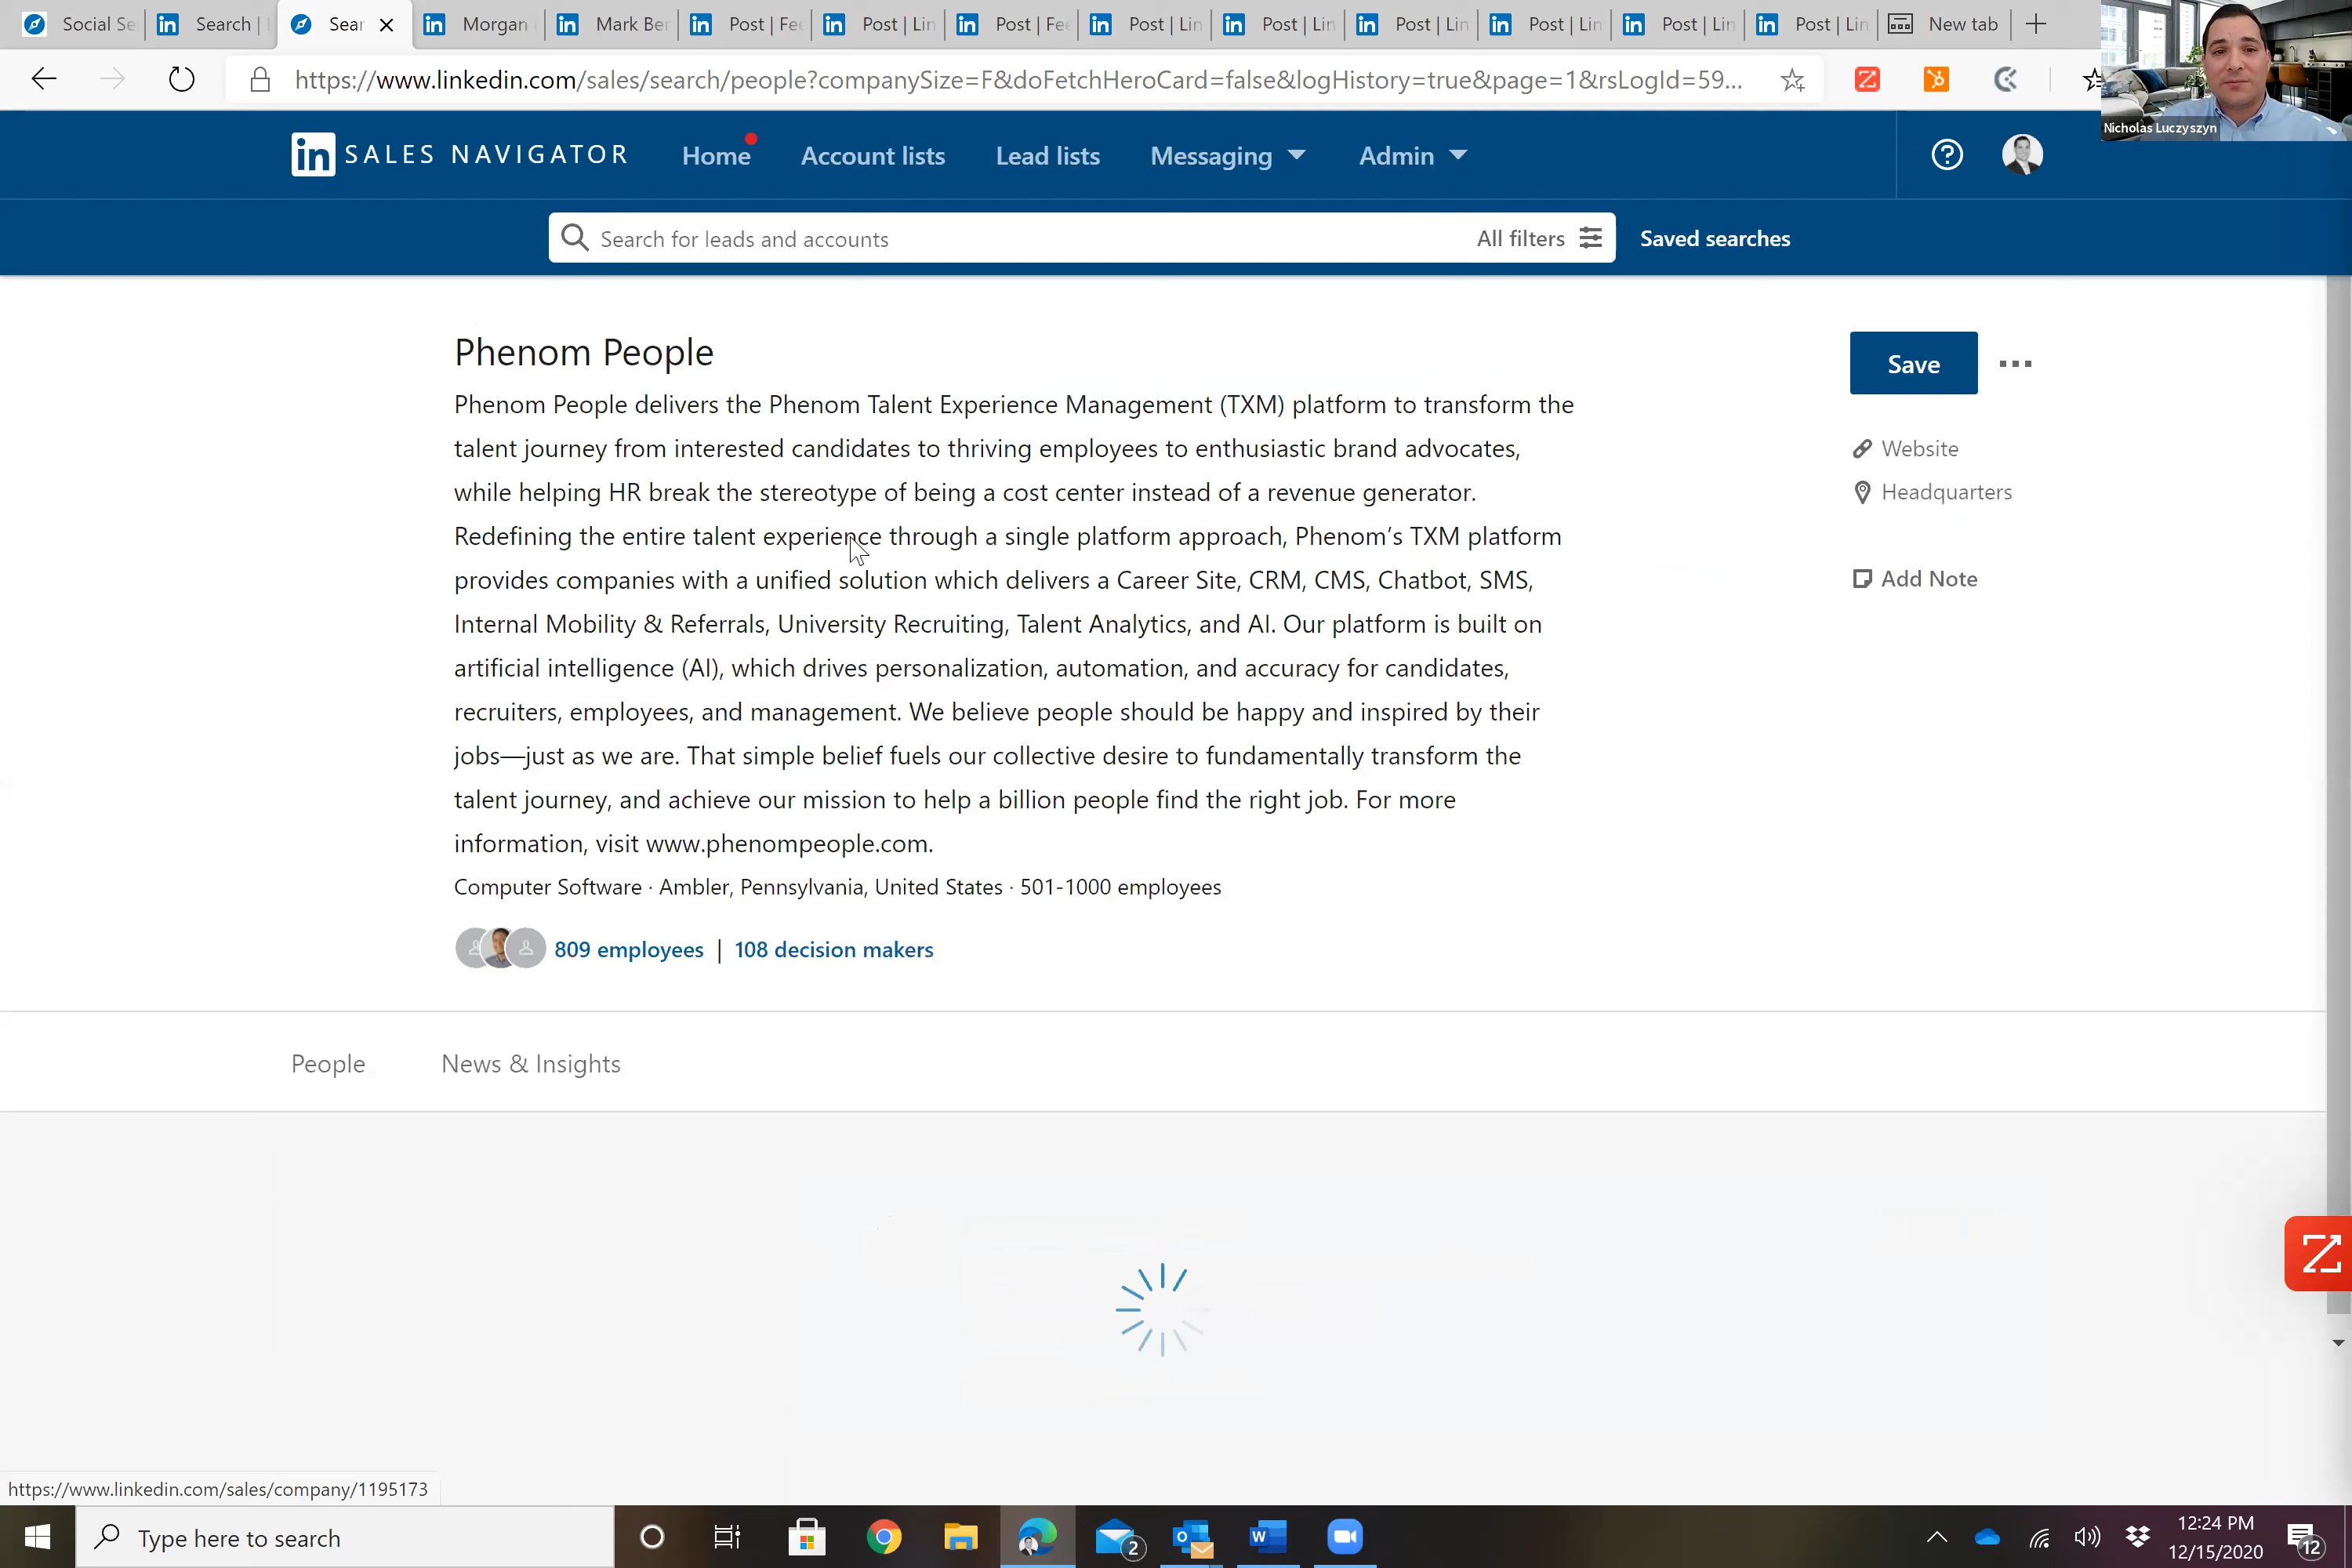 Social Se
Search |
Sear
Morgan
Mark Ber
Post | Fee
Post | Lin
Post | Fee
Post | Lin
Post | Lin
Post | Lin
Post | Lin
Post | Lin
Post | Lin
New tab
https://www.linkedin.com/sales/search/people?companySize=F&doFetchHeroCard=false&logHistory=true&page=1&rsLogId=59...
Nicholas Luczyszyn
in SALES NAVIGATOR
Home
Account lists
Lead lists
Messaging
Admin
Search for leads and accounts
All filters
Saved searches
Phenom People
Save
Phenom People delivers the Phenom Talent Experience Management (TXM) platform to transform the
talent journey from interested candidates to thriving employees to enthusiastic brand advocates,
while helping HR break the stereotype of being a cost center instead of a revenue generator.
Redefining the entire talent experience through a single platform approach, Phenom’s TXM platform
provides companies with a unified solution which delivers a Career Site, CRM, CMS, Chatbot, SMS,
Internal Mobility & Referrals, University Recruiting, Talent Analytics, and AI. Our platform is built on
artificial intelligence (AI), which drives personalization, automation, and accuracy for candidates,
recruiters, employees, and management. We believe people should be happy and inspired by their
jobs—just as we are. That simple belief fuels our collective desire to fundamentally transform the
talent journey, and achieve our mission to help a billion people find the right job. For more
information, visit www.phenompeople.com.
Website
Headquarters
Add Note
Computer Software · Ambler, Pennsylvania, United States · 501-1000 employees
809 employees | 108 decision makers
People
News & Insights
https://www.linkedin.com/sales/company/1195173
Type here to search
2
12:24 PM
12/15/2020
12